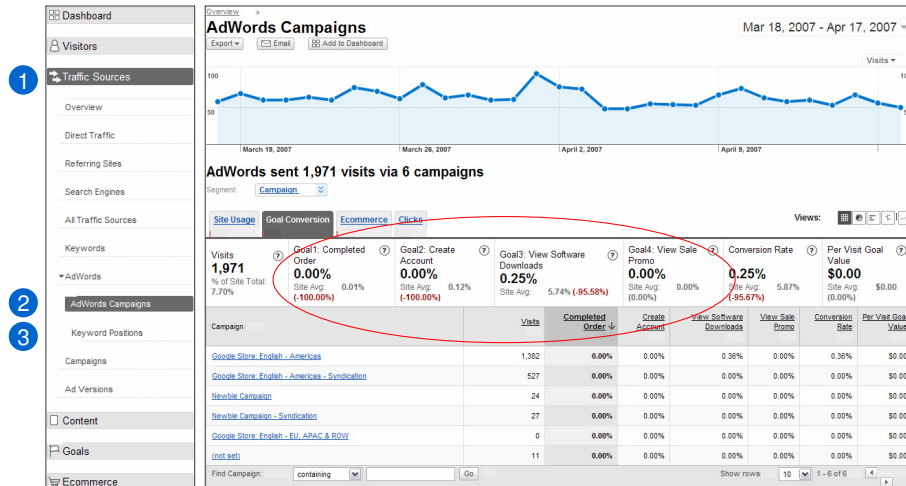 1
2
3
Dashboard
Visitors
Traffic Sources
Overview
Direct Traffic
Referring Sites
Search Engines
All Traffic Sources
Keywords
AdWords
AdWords Campaigns
Keyword Positions
Campaigns
Ad Versions
Content
Goals
Ecommerce
Overview »
AdWords Campaigns
Mar 18, 2007 - Apr 17, 2007
Export Email Add to Dashboard
Visits
100 10
50 5
March 19, 2007 March 26, 2007 April 2, 2007 April 9, 2007
AdWords sent 1,971 visits via 6 campaigns
Segment: Campaign
Site Usage Goal Conversion Ecommerce Clicks Views:
Visits
1,971
% of Site Total:
7.70%
Goal1: Completed
Order
0.00%
Site Avg: 0.01%
(-100.00%)
Goal2: Create
Account
0.00%
Site Avg: 0.12%
(-100.00%)
Goal3: View Software
Downloads
0.25%
Site Avg: 5.74% (-95.58%)
Goal4: View Sale
Promo
0.00%
Site Avg: 0.00%
(0.00%)
Conversion Rate
0.25%
Site Avg: 5.87%
(-95.67%)
Per Visit Goal
Value
$0.00
Site Avg: $0.00
(0.00%)
Campaign Visits Completed Order ↓ Create Account View Software Downloads View Sale Promo Conversion Rate Per Visit Goal Value
Google Store: English - Americas 1,382 0.00% 0.00% 0.36% 0.00% 0.36% $0.00
Google Store: English - Americas - Syndication 527 0.00% 0.00% 0.00% 0.00% 0.00% $0.00
Newbie Campaign 24 0.00% 0.00% 0.00% 0.00% 0.00% $0.00
Newbie Campaign - Syndication 27 0.00% 0.00% 0.00% 0.00% 0.00% $0.00
Google Store: English - EU, APAC & ROW 0 0.00% 0.00% 0.00% 0.00% 0.00% $0.00
(not set) 11 0.00% 0.00% 0.00% 0.00% 0.00% $0.00
Find Campaign: containing Go Show rows 10 1 - 6 of 6